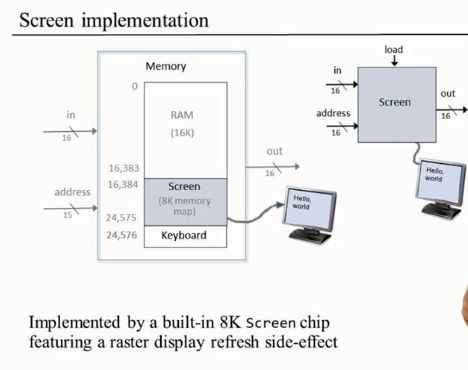 Screen implementation
Memory
0
in
16
RAM
(16K)
16,383
16,384
address
15
Screen
(8K memory
map)
24,575
24,576
Keyboard
out
16
Hello,
world
load
in
16
address
16
Screen
out
16
Hello,
world
Implemented by a built-in 8K Screen chip
featuring a raster display refresh side-effect